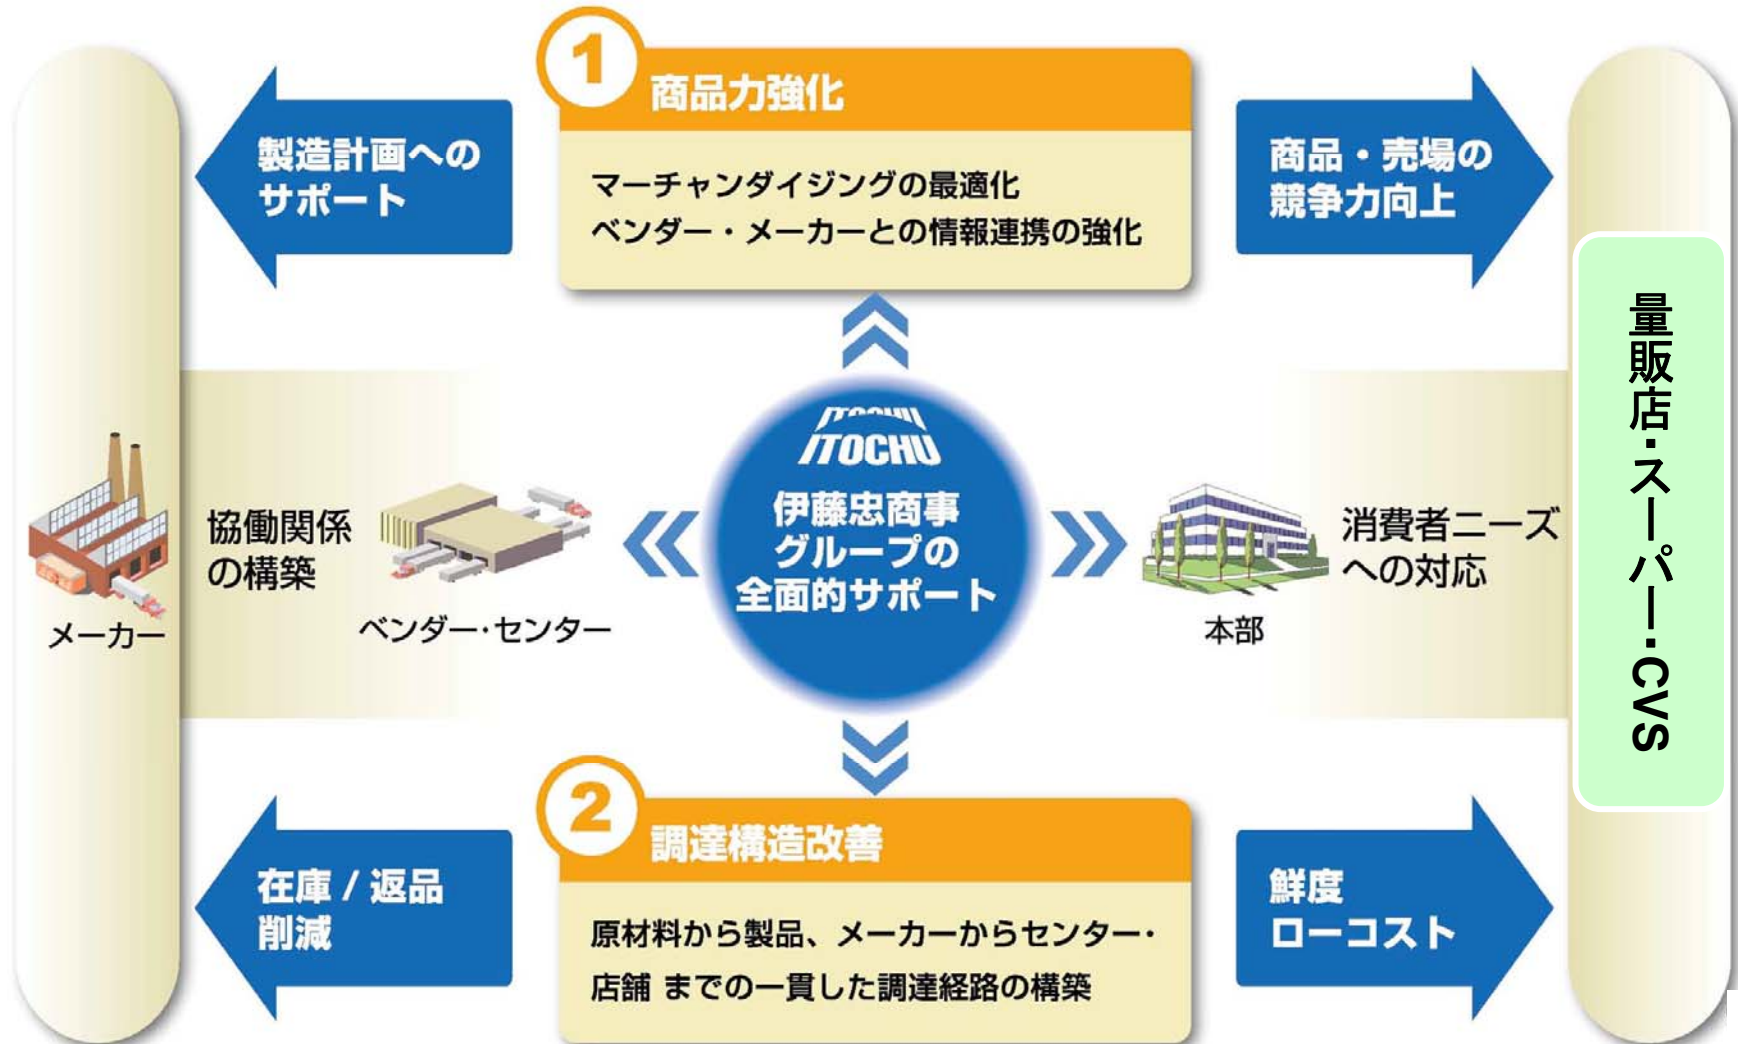 1
商品力強化
マーチャンダイジングの最適化
ベンダー・メーカーとの情報連携の強化
製造計画への
サポート
商品・売場の
競争力向上
量販店・スーパー・CVS
ITOCHU
ITOCHU
伊藤忠商事
グループの
全面的サポート
メーカー
協働関係
の構築
ベンダー・センター
本部
消費者ニーズ
への対応
2
調達構造改善
原材料から製品、メーカーからセンター・
店舗 までの一貫した調達経路の構築
在庫 / 返品
削減
鮮度
ローコスト